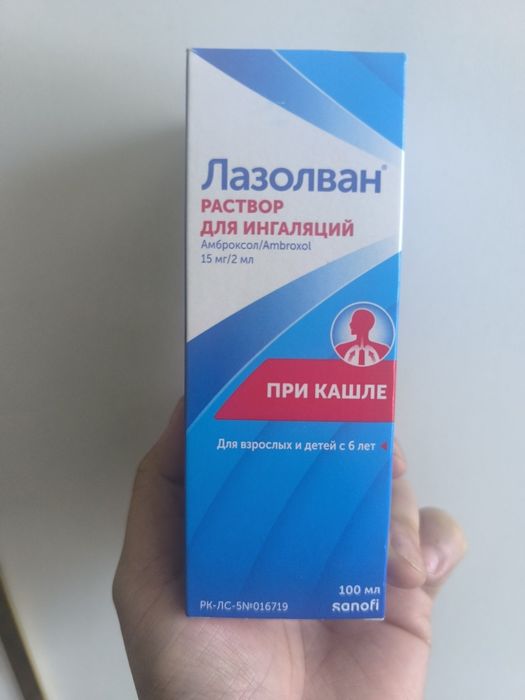 Лазолван®
РАСТВОР
ДЛЯ ИНГАЛЯЦИЙ
Амброксол/Ambroxol
15 мг/2 мл
ПРИ КАШЛЕ
Для взрослых и детей с 6 лет
100 мл
РК-ЛС-5№016719
sanofi